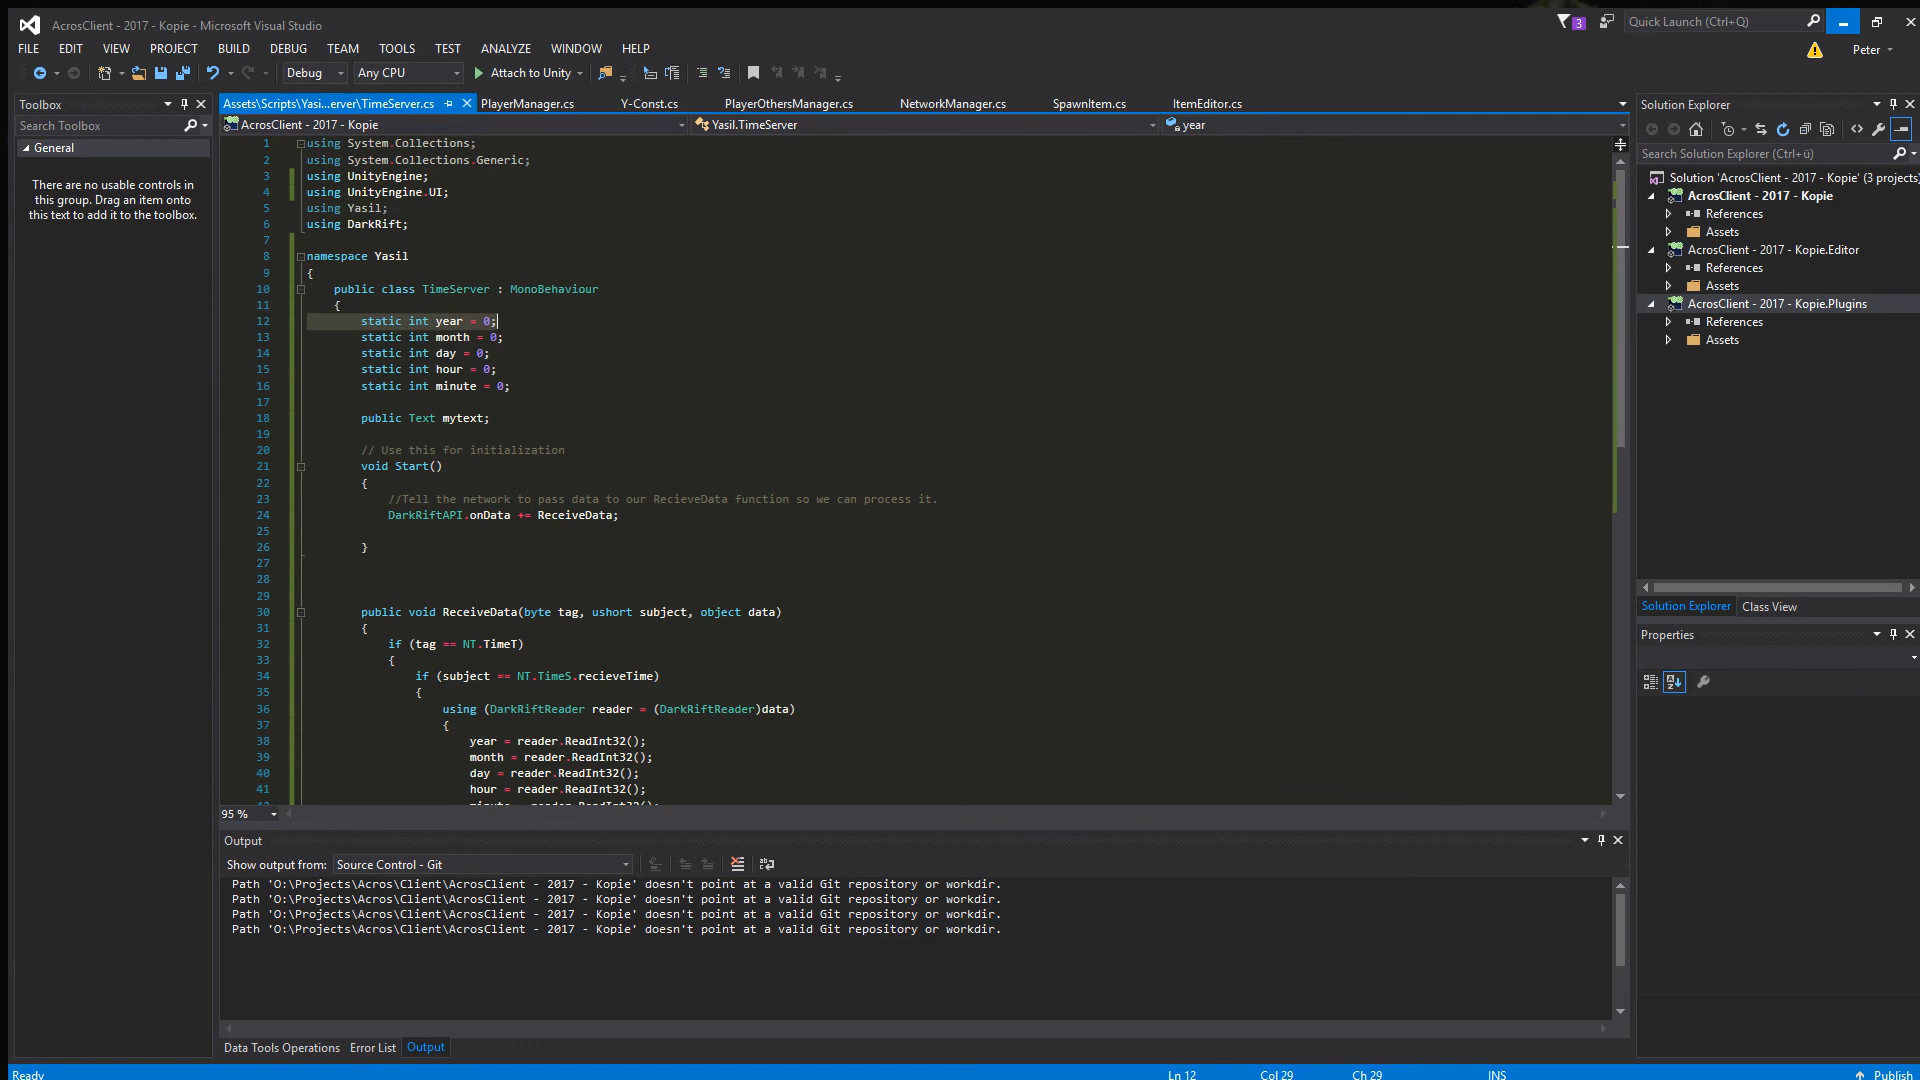 AcrosClient - 2017 - Kopie - Microsoft Visual Studio
3
Quick Launch (Ctrl+Q)
FILE EDIT VIEW PROJECT BUILD DEBUG TEAM TOOLS TEST ANALYZE WINDOW HELP
Peter
Debug
Any CPU
Attach to Unity
Toolbox
Search Toolbox
General
There are no usable controls in
this group. Drag an item onto
this text to add it to the toolbox.
Assets\Scripts\Yasi...erver\TimeServer.cs
PlayerManager.cs
Y-Const.cs
PlayerOthersManager.cs
NetworkManager.cs
SpawnItem.cs
ItemEditor.cs
AcrosClient - 2017 - Kopie
Yasil.TimeServer
year
1 using System.Collections;
2 using System.Collections.Generic;
3 using UnityEngine;
4 using UnityEngine.UI;
5 using Yasil;
6 using DarkRift;
7
8 namespace Yasil
9 {
10 public class TimeServer : MonoBehaviour
11 {
12 static int year = 0;
13 static int month = 0;
14 static int day = 0;
15 static int hour = 0;
16 static int minute = 0;
17
18 public Text mytext;
19
20 // Use this for initialization
21 void Start()
22 {
23 //Tell the network to pass data to our RecieveData function so we can process it.
24 DarkRiftAPI.onData += ReceiveData;
25
26 }
27
28
29
30 public void ReceiveData(byte tag, ushort subject, object data)
31 {
32 if (tag == NT.TimeT)
33 {
34 if (subject == NT.TimeS.recieveTime)
35 {
36 using (DarkRiftReader reader = (DarkRiftReader)data)
37 {
38 year = reader.ReadInt32();
39 month = reader.ReadInt32();
40 day = reader.ReadInt32();
41 hour = reader.ReadInt32();
42 minute = reader.ReadInt32();
95 %
Output
Show output from: Source Control - Git
Path 'O:\Projects\Acros\Client\AcrosClient - 2017 - Kopie' doesn't point at a valid Git repository or workdir.
Path 'O:\Projects\Acros\Client\AcrosClient - 2017 - Kopie' doesn't point at a valid Git repository or workdir.
Path 'O:\Projects\Acros\Client\AcrosClient - 2017 - Kopie' doesn't point at a valid Git repository or workdir.
Path 'O:\Projects\Acros\Client\AcrosClient - 2017 - Kopie' doesn't point at a valid Git repository or workdir.
Data Tools Operations
Error List
Output
Solution Explorer
Search Solution Explorer (Ctrl+ü)
Solution 'AcrosClient - 2017 - Kopie' (3 projects)
AcrosClient - 2017 - Kopie
References
Assets
AcrosClient - 2017 - Kopie.Editor
References
Assets
AcrosClient - 2017 - Kopie.Plugins
References
Assets
Solution Explorer
Class View
Properties
Ready
Ln 12
Col 29
Ch 29
INS
Publish